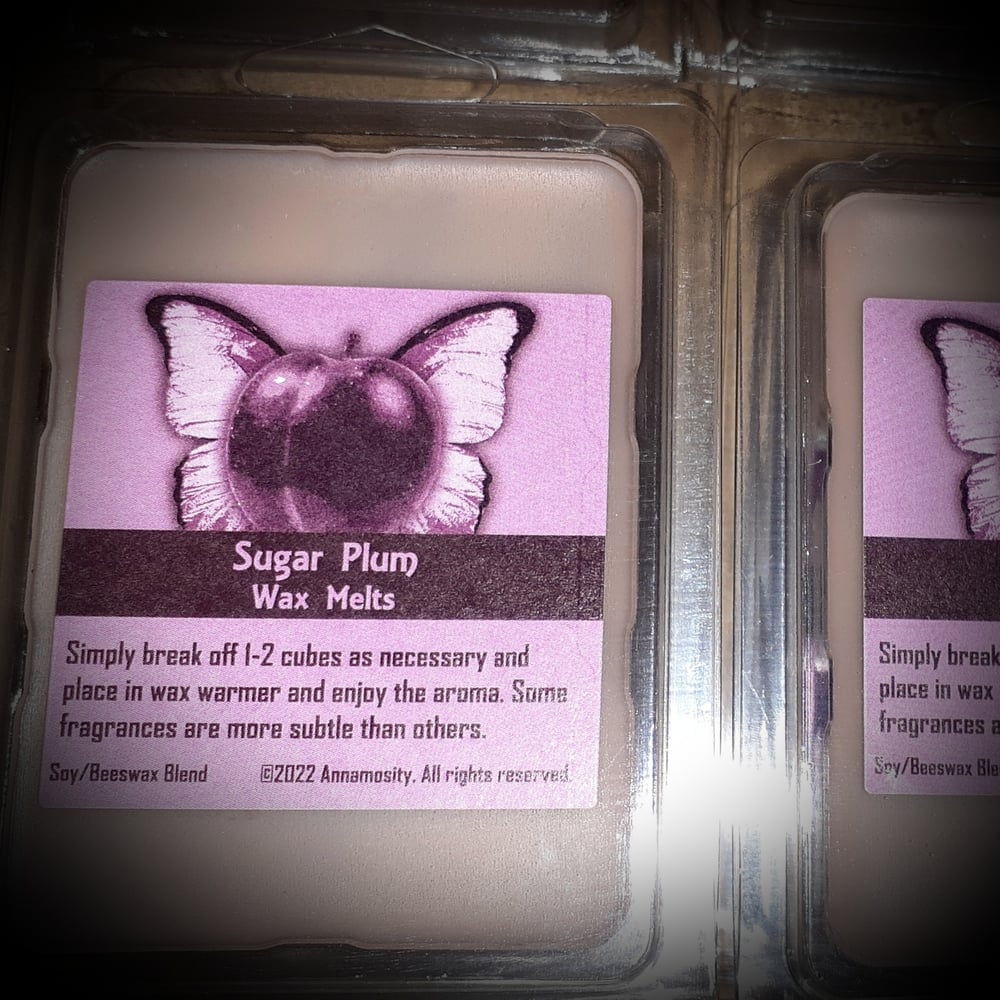 Sugar Plum
Wax Melts
Simply break off 1-2 cubes as necessary and
place in wax warmer and enjoy the aroma. Some
fragrances are more subtle than others.
Soy/Beeswax Blend ©2022 Annamosity. All rights reserved.
Simply break
place in wax
fragrances a
Soy/Beeswax Ble